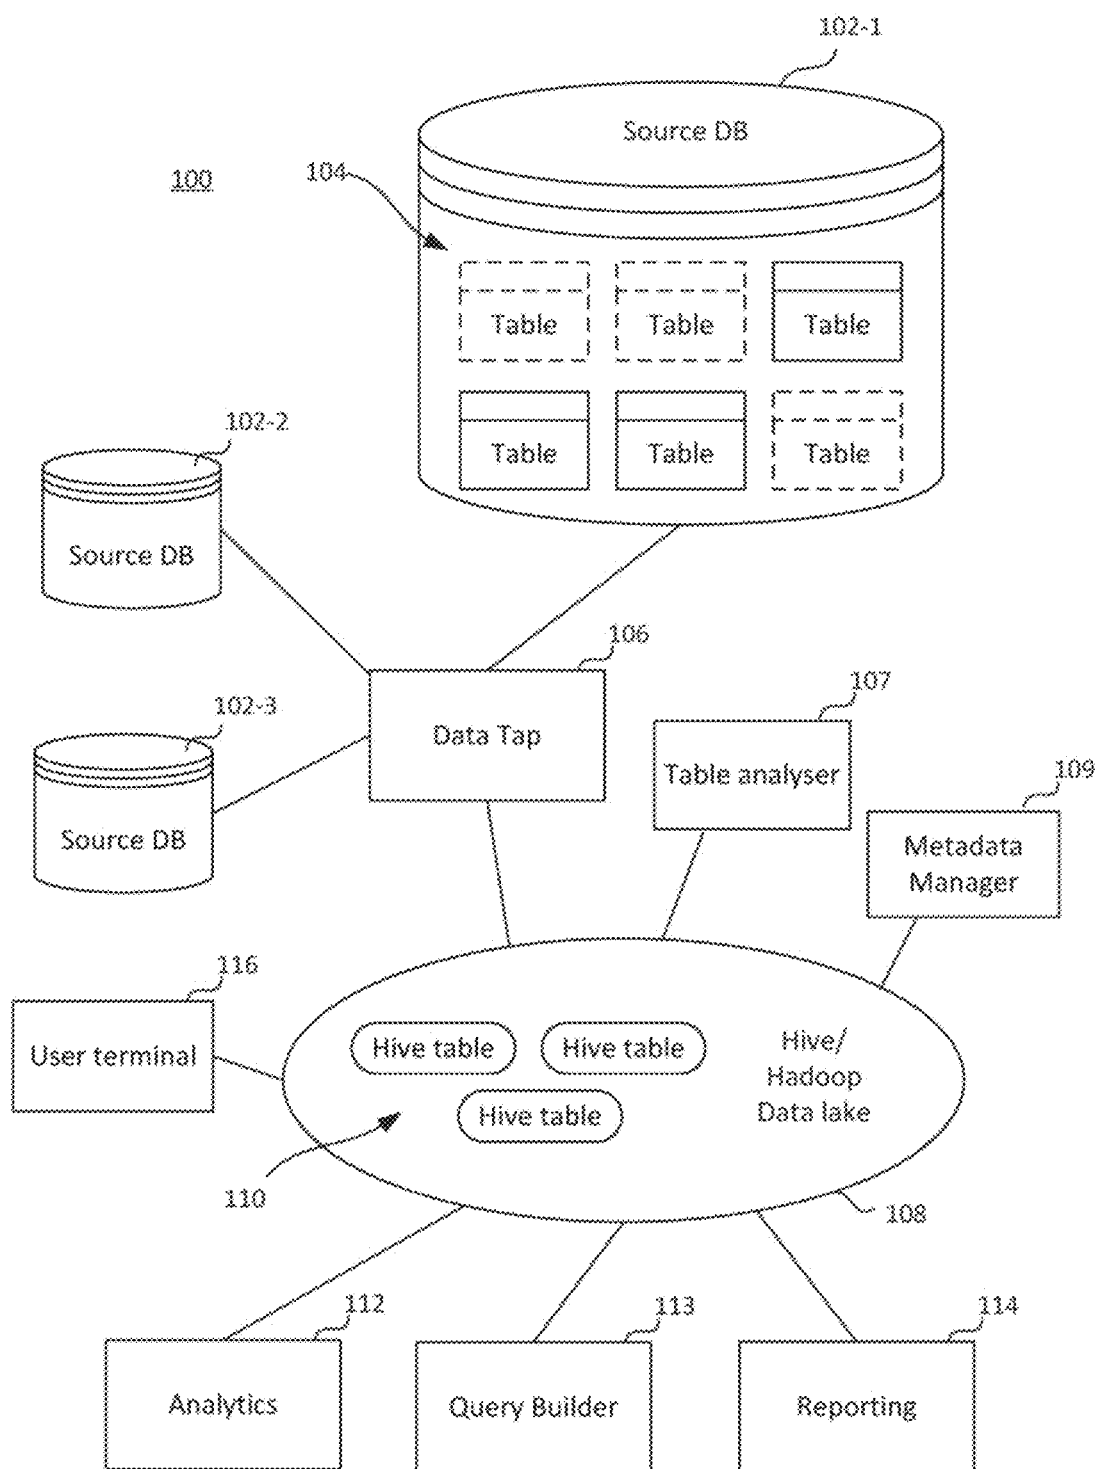 102-1
Source DB
100
104
Table
Table
Table
Table
Table
Table
102-2
Source DB
106
102-3
107
Data Tap
Table analyser
109
Source DB
Metadata
Manager
116
User terminal
Hive table
Hive table
Hive/
Hadoop
Data lake
Hive table
110
108
112
113
114
Analytics
Query Builder
Reporting